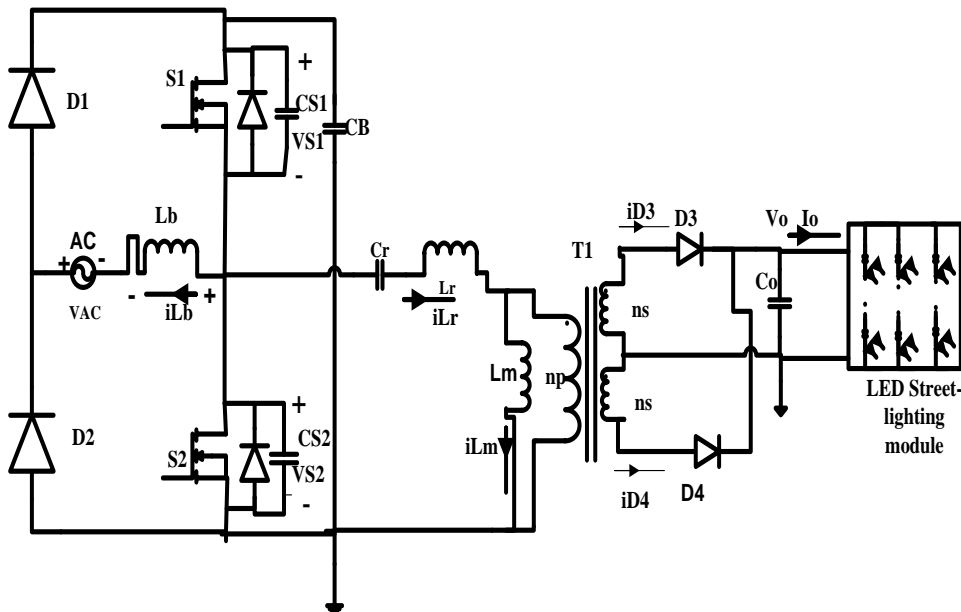 +
S1
D1
CS1
CB
VS1
-
Lb
AC
+
-
VAC
-
+
iLb
Cr
Lr
iLr
iD3
D3
Vo
Io
T1
Co
ns
Lm
np
ns
iLm
iD4
D4
LED Street-
lighting
module
+
D2
CS2
S2
VS2
-